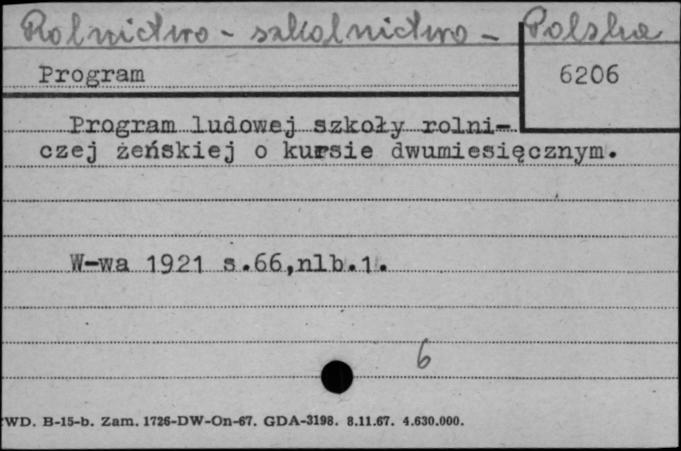 Rolnictwo - szkolnictwo - Polska
Program
6206
Program ludowej szkoły rolni-
czej żeńskiej o kursie dwumiesięcznym.
W-wa 1921 s.66,nlb.1.
6
WD. B-15-b. Zam. 1726-DW-On-67. GDA-3198. 8.11.67. 4.630.000.